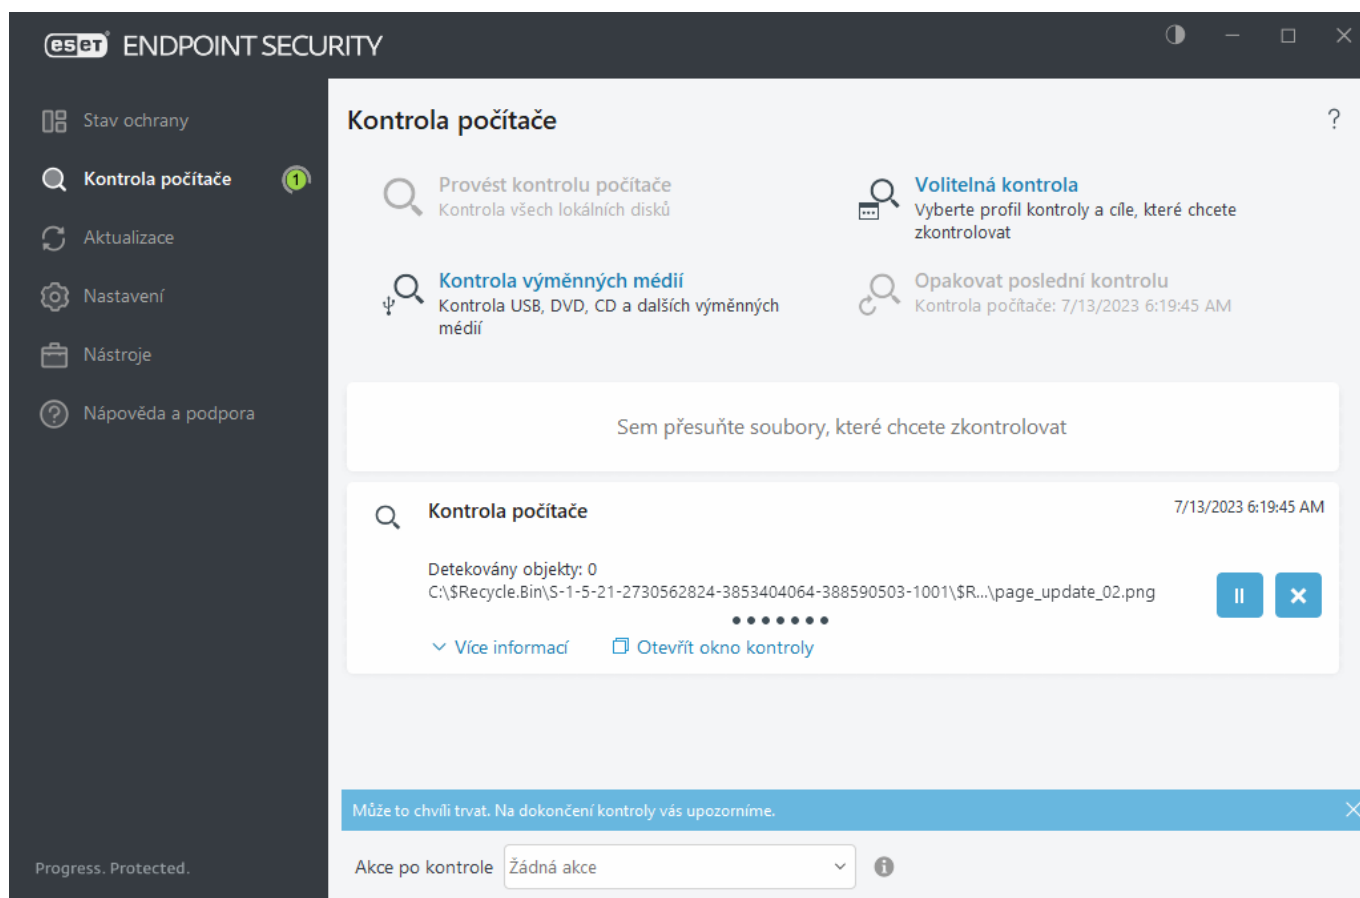 eset ENDPOINT SECURITY
Stav ochrany
Kontrola počítače
1
Aktualizace
Nastavení
Nástroje
Nápověda a podpora
Progress. Protected.
Kontrola počítače
?
Provést kontrolu počítače
Kontrola všech lokálních disků
Volitelná kontrola
Vyberte profil kontroly a cíle, které chcete
zkontrolovat
Kontrola výměnných médií
Kontrola USB, DVD, CD a dalších výměnných
médií
Opakovat poslední kontrolu
Kontrola počítače: 7/13/2023 6:19:45 AM
Sem přesuňte soubory, které chcete zkontrolovat
Kontrola počítače
7/13/2023 6:19:45 AM
Detekovány objekty: 0
C:\$Recycle.Bin\S-1-5-21-2730562824-3853404064-388590503-1001\$R...\page_update_02.png
Více informací
Otevřít okno kontroly
Může to chvíli trvat. Na dokončení kontroly vás upozorníme.
Akce po kontrole
Žádná akce